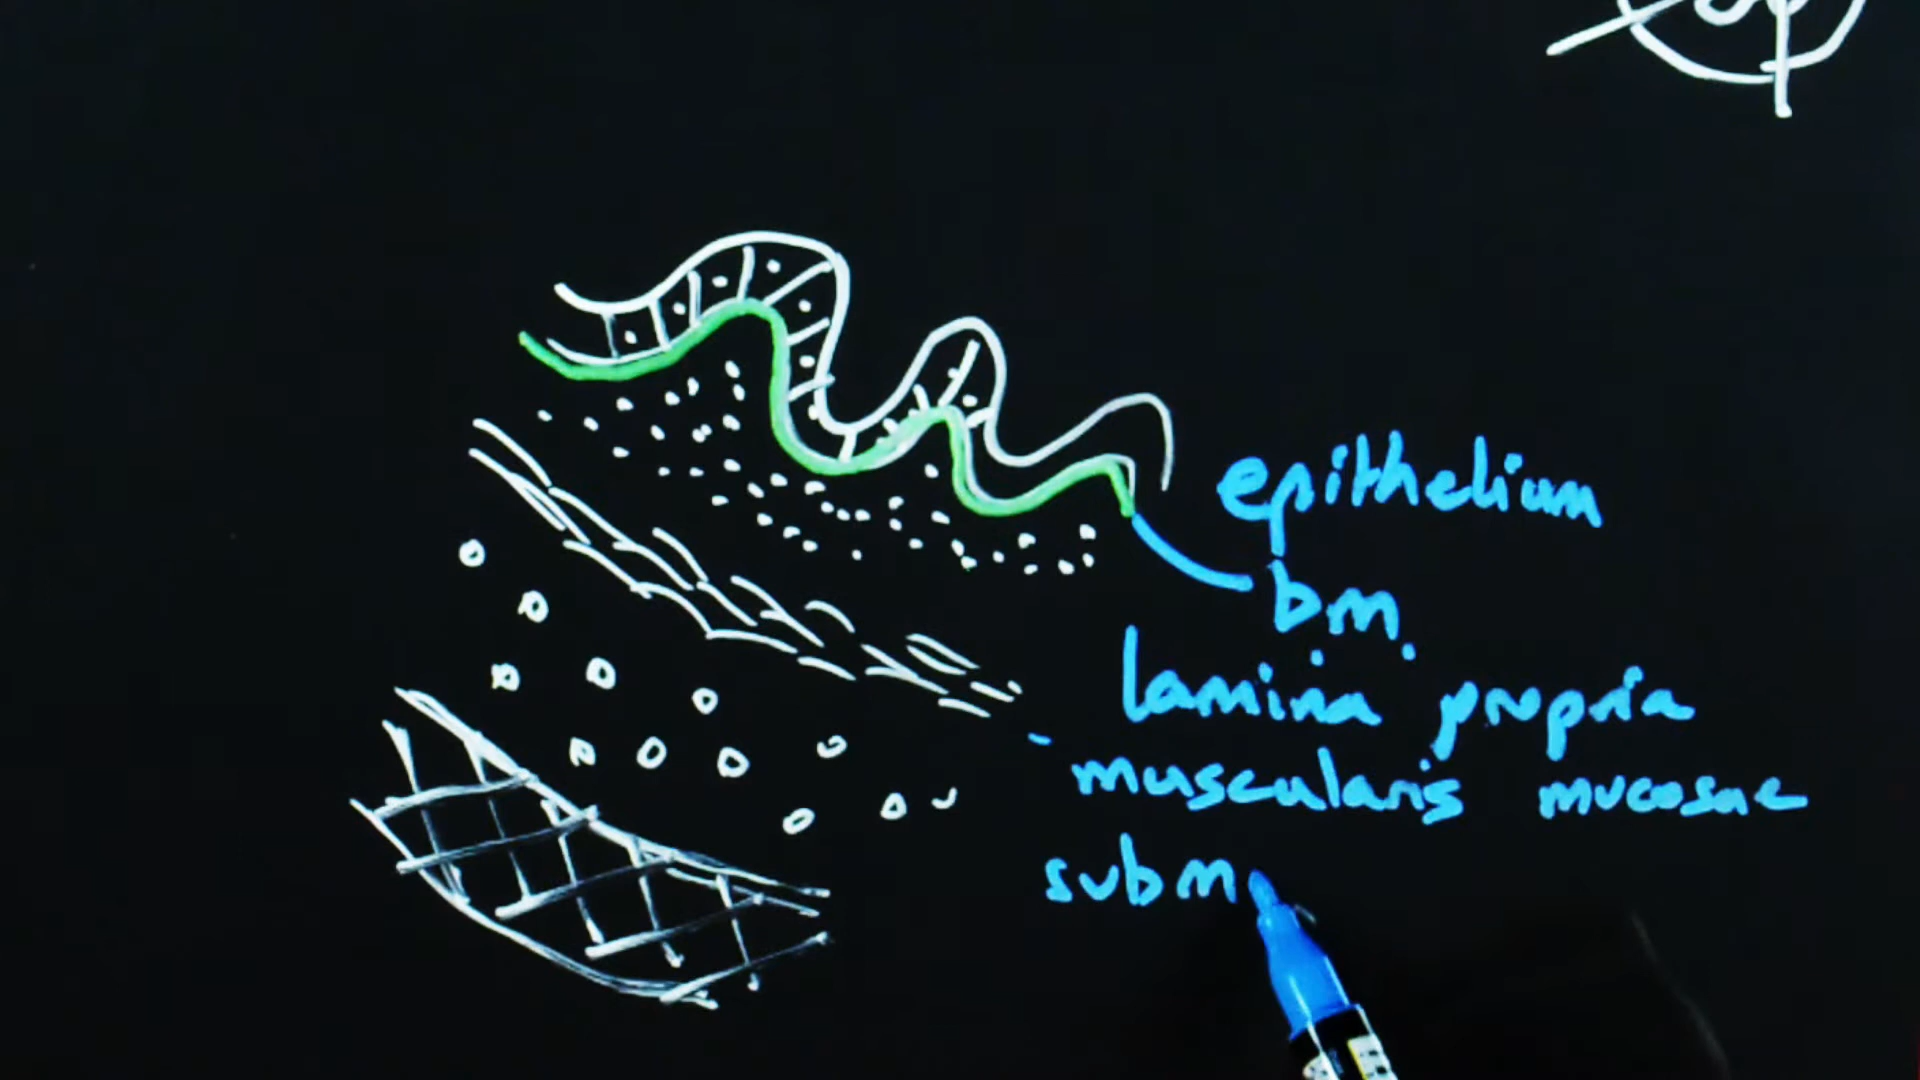 epithelium
bm.
lamina propria
muscularis mucosae
subm